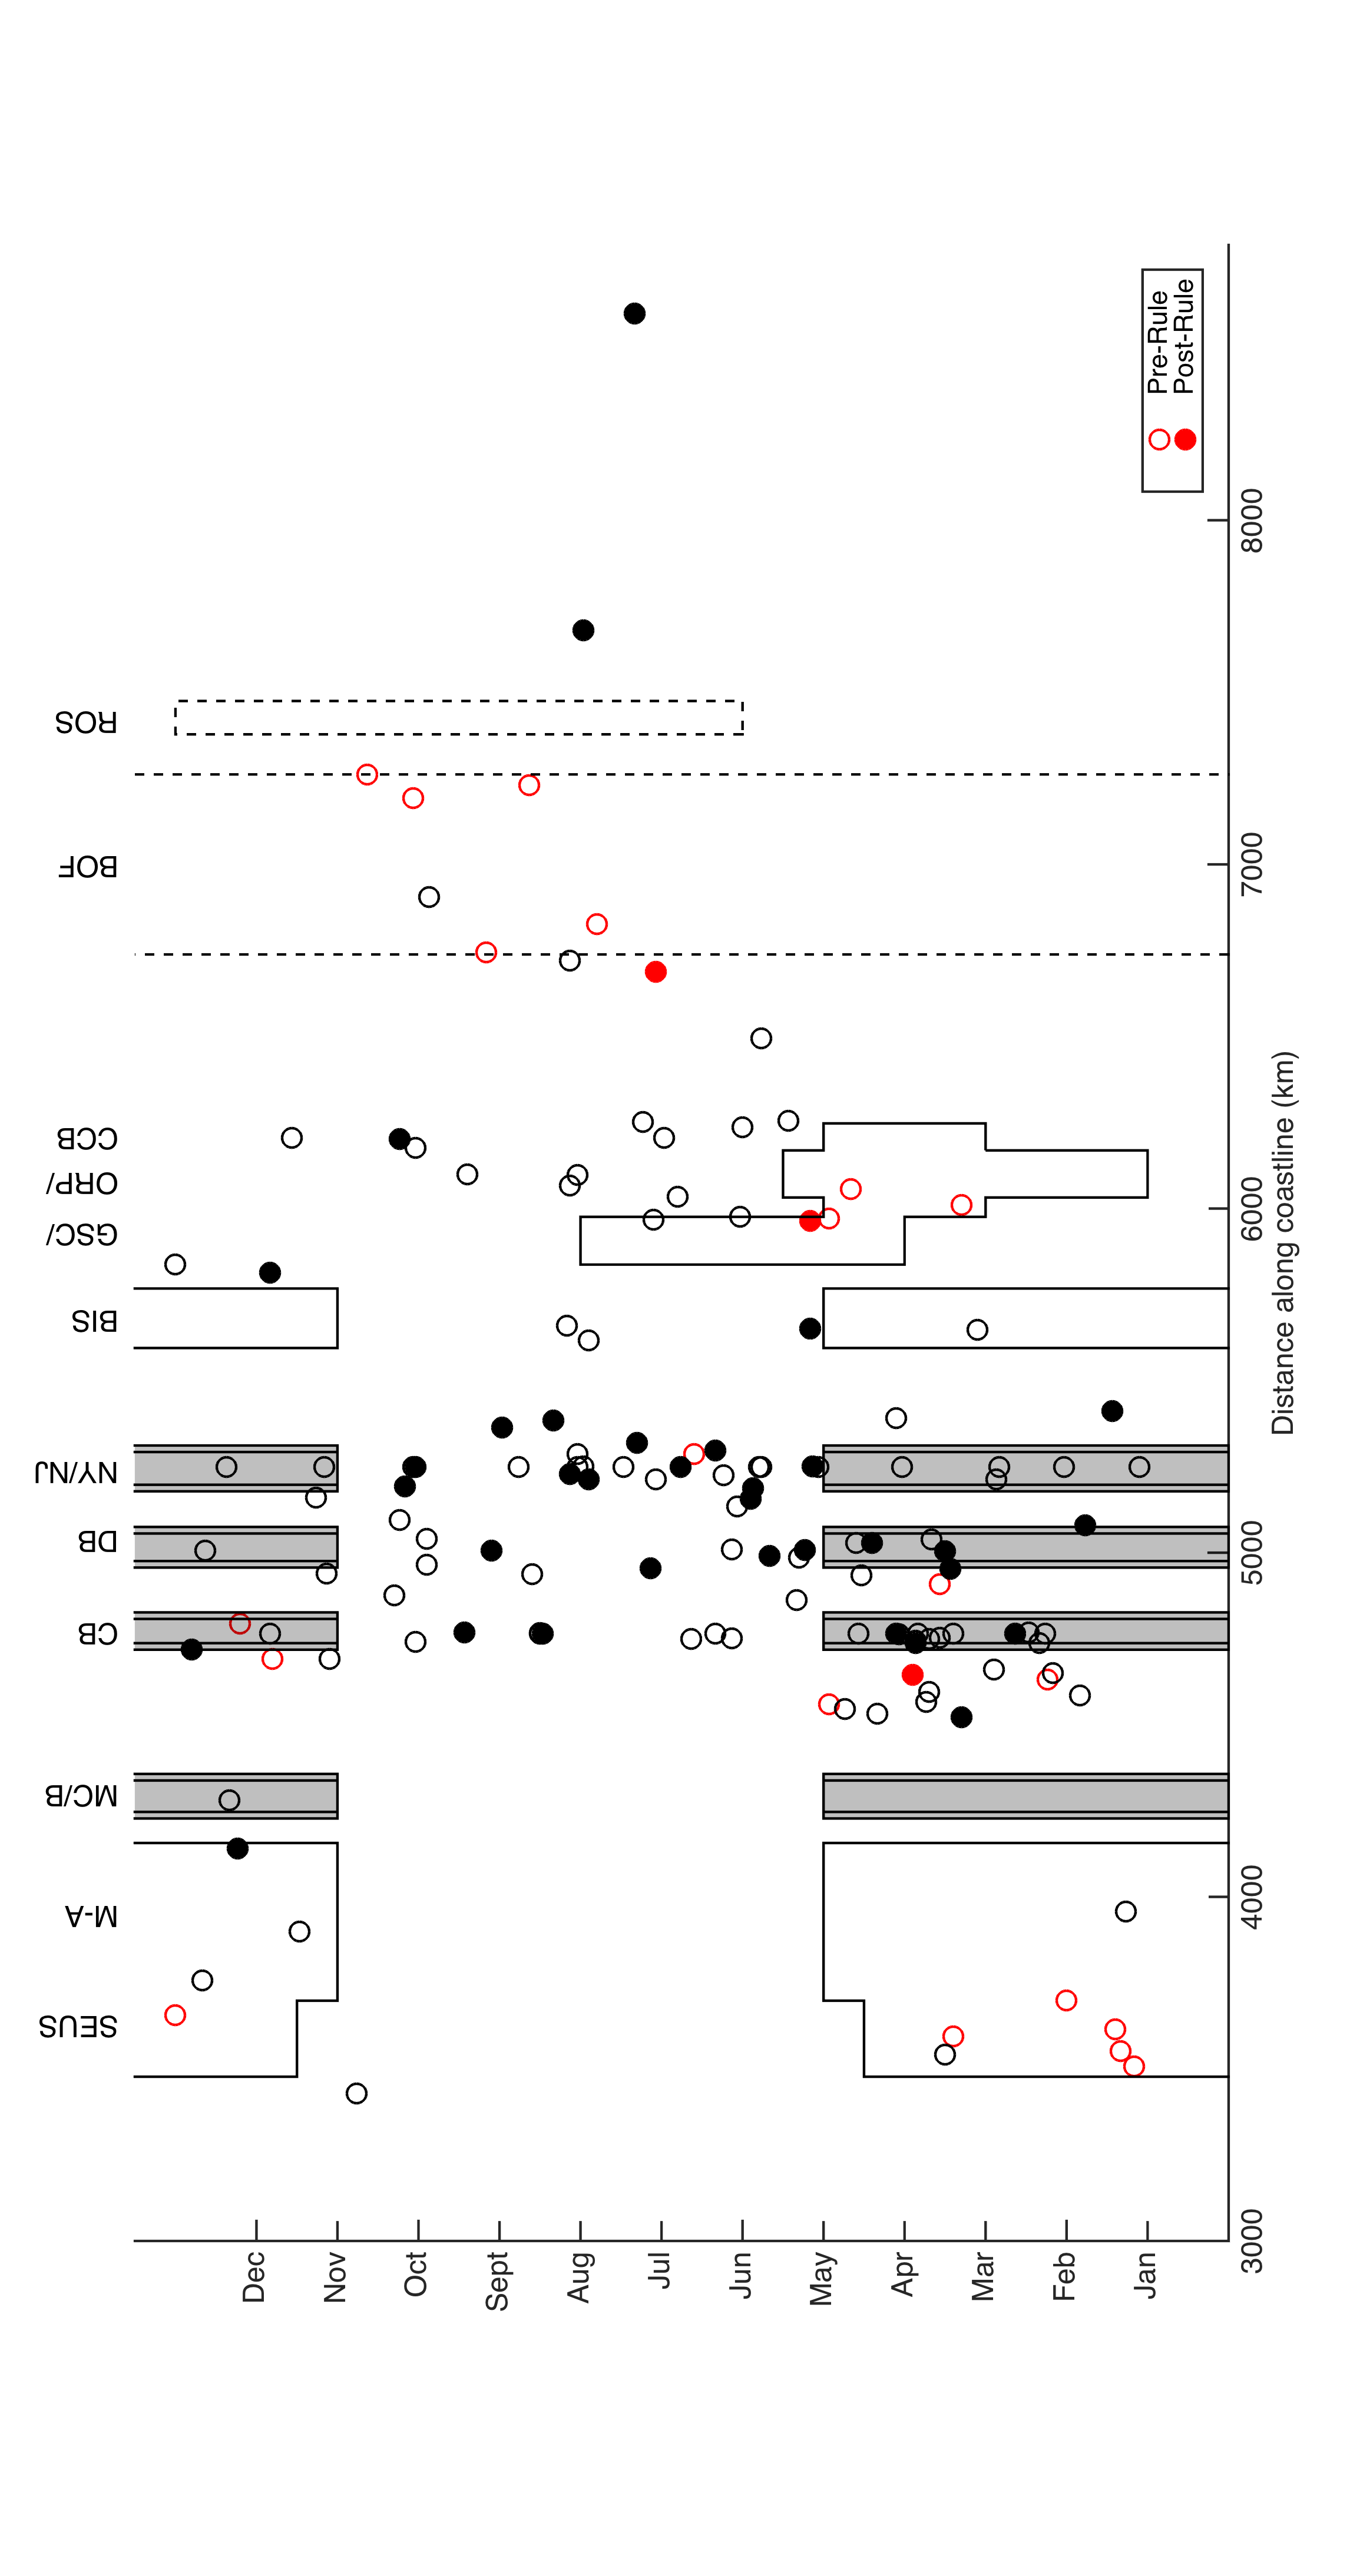 SEUS
M-A
MC/B
CB
DB
NY/NJ
BIS
GSC/
ORP/
CCB
BOF
ROS
Dec
Nov
Oct
Sept
Aug
Jul
Jun
May
Apr
Mar
Feb
Jan
3000
4000
5000
6000
7000
8000
Distance along coastline (km)
Pre-Rule
Post-Rule